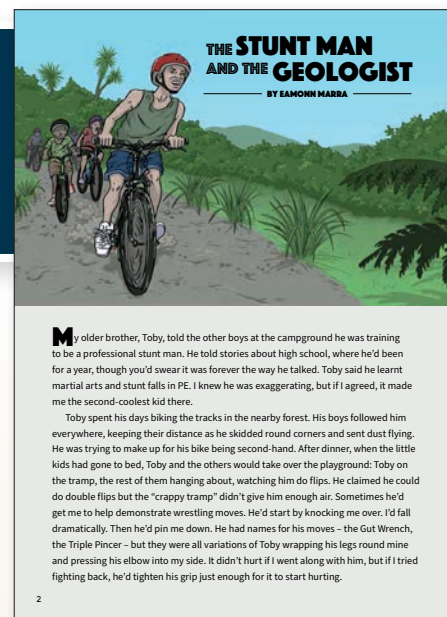 THE STUNT MAN
AND THE GEOLOGIST
BY EAMONN MARRA
My older brother, Toby, told the other boys at the campground he was training
to be a professional stunt man. He told stories about high school, where he’d been
for a year, though you’d swear it was forever the way he talked. Toby said he learnt
martial arts and stunt falls in PE. I knew he was exaggerating, but if I agreed, it made
me the second-coolest kid there.
Toby spent his days biking the tracks in the nearby forest. His boys followed him
everywhere, keeping their distance as he skidded round corners and sent dust flying.
He was trying to make up for his bike being second-hand. After dinner, when the little
kids had gone to bed, Toby and the others would take over the playground: Toby on
the tramp, the rest of them hanging about, watching him do flips. He claimed he could
do double flips but the “crappy tramp” didn’t give him enough air. Sometimes he’d
get me to help demonstrate wrestling moves. He’d start by knocking me over. I’d fall
dramatically. Then he’d pin me down. He had names for his moves – the Gut Wrench,
the Triple Pincer – but they were all variations of Toby wrapping his legs round mine
and pressing his elbow into my side. It didn’t hurt if I went along with him, but if I tried
fighting back, he’d tighten his grip just enough for it to start hurting.
2